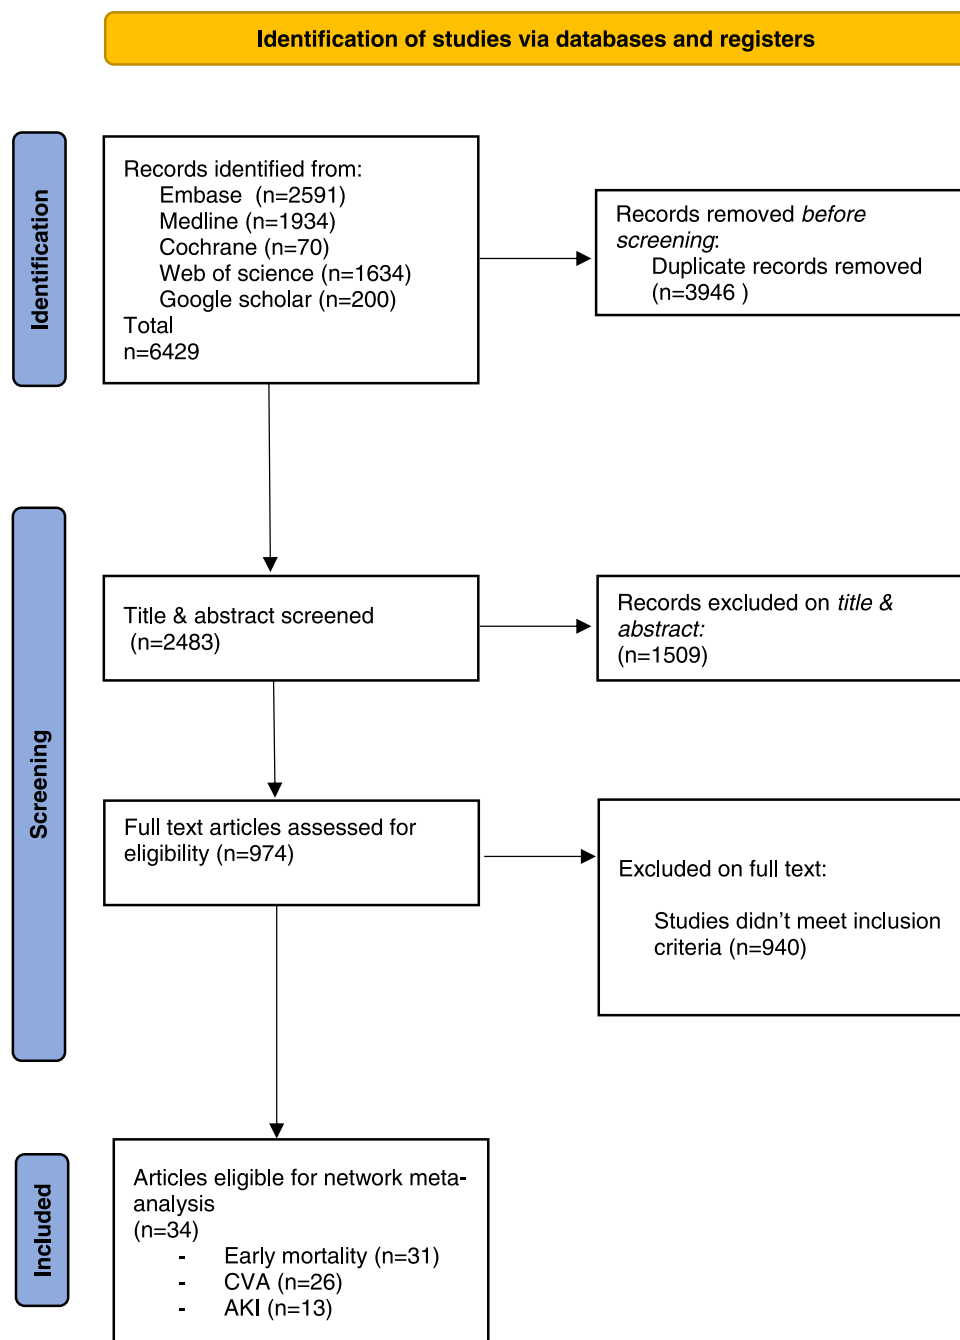 Identification of studies via databases and registers
Identification
Records identified from:
Embase (n=2591)
Medline (n=1934)
Cochrane (n=70)
Web of science (n=1634)
Google scholar (n=200)
Total
n=6429
Records removed before
screening:
Duplicate records removed
(n=3946 )
Screening
Title & abstract screened
(n=2483)
Records excluded on title &
abstract:
(n=1509)
Full text articles assessed for
eligibility (n=974)
Excluded on full text:
Studies didn't meet inclusion
criteria (n=940)
Included
Articles eligible for network meta-
analysis
(n=34)
- Early mortality (n=31)
- CVA (n=26)
- AKI (n=13)